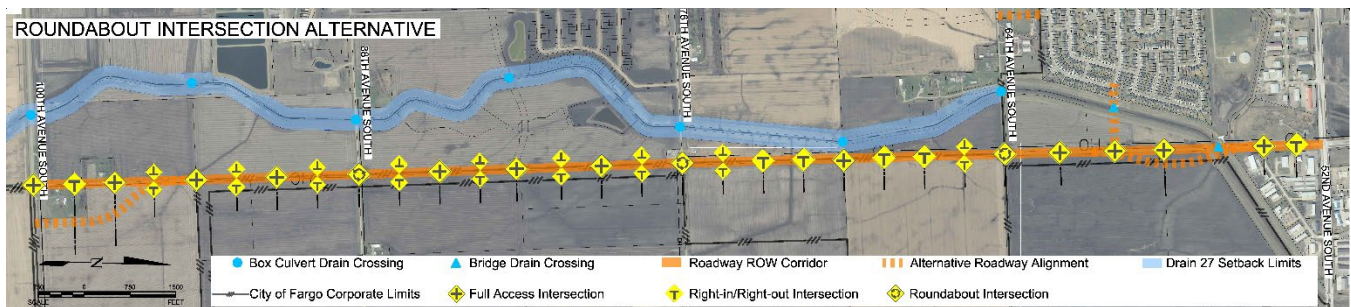 ROUNDABOUT INTERSECTION ALTERNATIVE
100TH AVENUE SOUTH
88TH AVENUE SOUTH
76TH AVENUE SOUTH
64TH AVENUE SOUTH
52ND AVENUE SOUTH
N
750 0 750 1500
SCALE FEET
Box Culvert Drain Crossing
Bridge Drain Crossing
Roadway ROW Corridor
Alternative Roadway Alignment
Drain 27 Setback Limits
City of Fargo Corporate Limits
Full Access Intersection
Right-in/Right-out Intersection
Roundabout Intersection